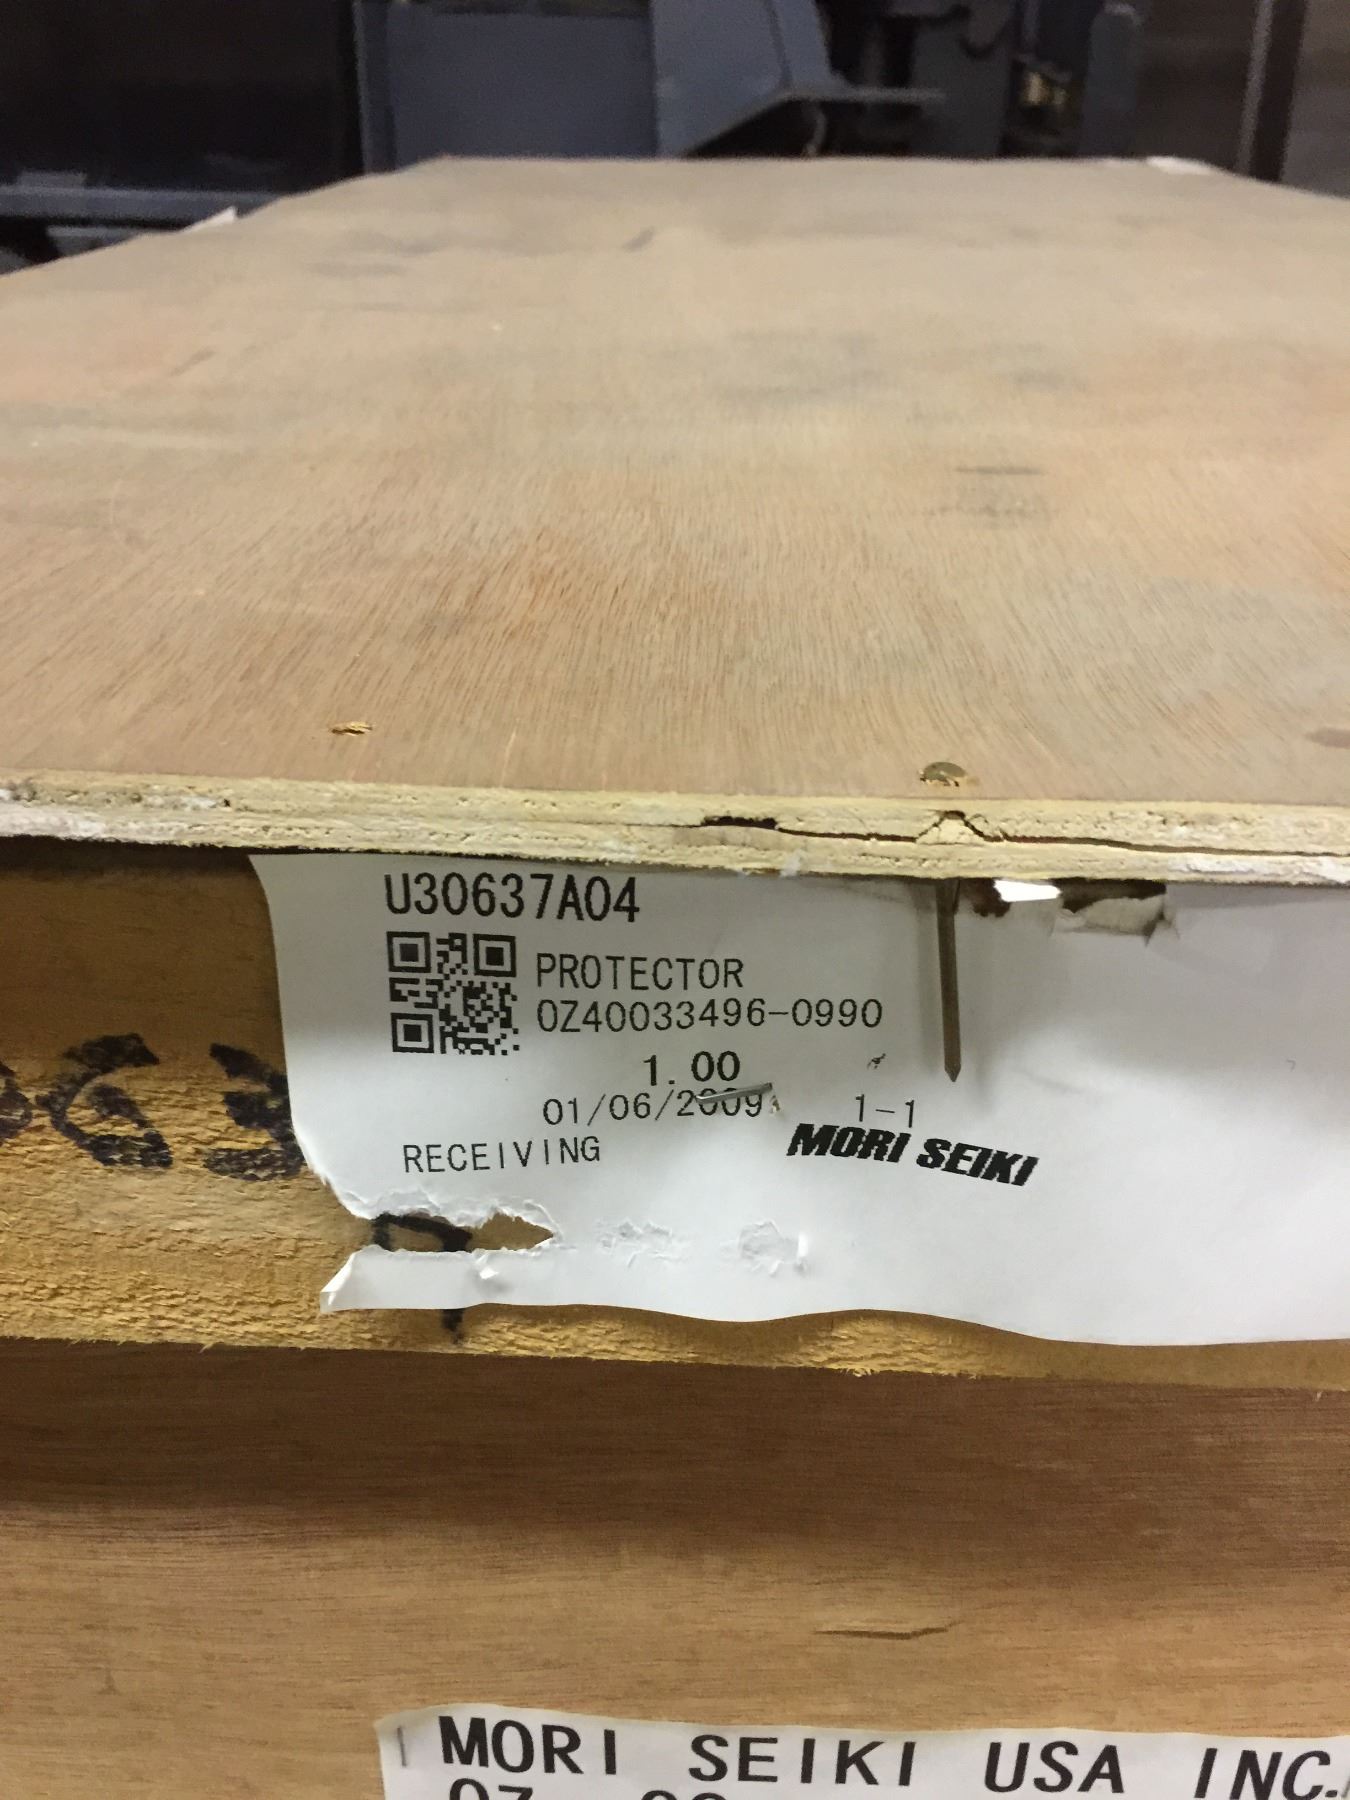 U30637A04
PROTECTOR
0Z40033496-0990
1.00
01/06/2009
1-1
RECEIVING
MORI SEIKI
MORI SEIKI USA INC.